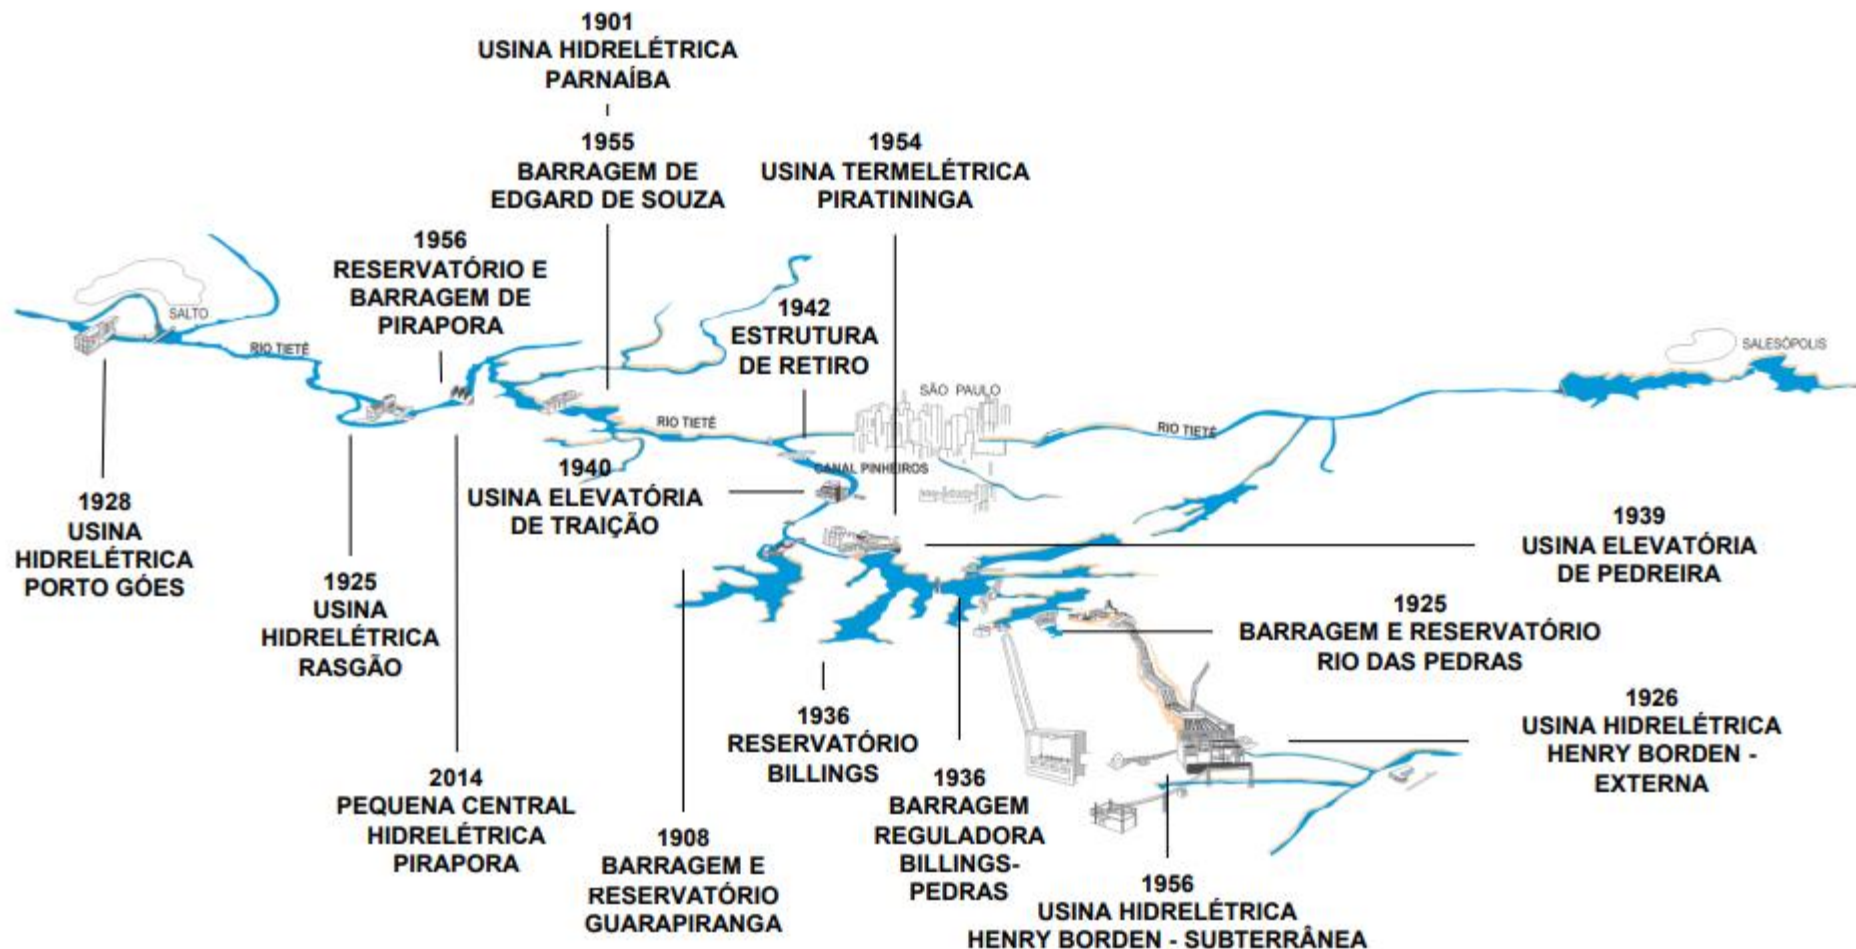 1901
USINA HIDRELÉTRICA
PARNAÍBA
1955
BARRAGEM DE
EDGARD DE SOUZA
1954
USINA TERMELÉTRICA
PIRATININGA
1956
RESERVATÓRIO E
BARRAGEM DE
PIRAPORA
1942
ESTRUTURA
DE RETIRO
SALTO
RIO TIETÊ
SALESÓPOLIS
SÃO PAULO
RIO TIETÊ
RIO TIETÊ
CANAL PINHEIROS
1940
USINA ELEVATÓRIA
DE TRAIÇÃO
1928
USINA
HIDRELÉTRICA
PORTO GÓES
1939
USINA ELEVATÓRIA
DE PEDREIRA
1925
USINA
HIDRELÉTRICA
RASGÃO
1925
BARRAGEM E RESERVATÓRIO
RIO DAS PEDRAS
1926
USINA HIDRELÉTRICA
HENRY BORDEN -
EXTERNA
1936
RESERVATÓRIO
BILLINGS
2014
PEQUENA CENTRAL
HIDRELÉTRICA
PIRAPORA
1936
BARRAGEM
REGULADORA
BILLINGS-
PEDRAS
1908
BARRAGEM E
RESERVATÓRIO
GUARAPIRANGA
1956
USINA HIDRELÉTRICA
HENRY BORDEN - SUBTERRÂNEA